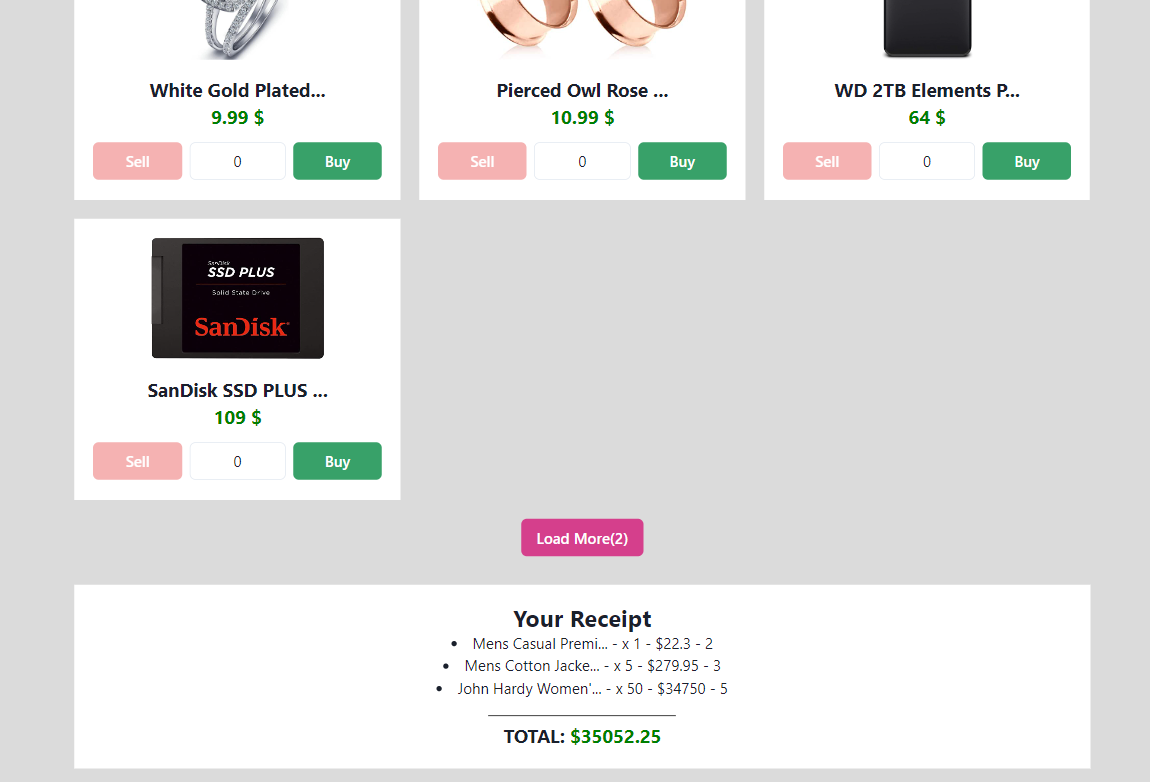 White Gold Plated...
9.99 $
Sell 0 Buy
Pierced Owl Rose ...
10.99 $
Sell 0 Buy
WD 2TB Elements P...
64 $
Sell 0 Buy
SanDisk
SSD PLUS
Solid State Drive
SanDisk
SanDisk SSD PLUS ...
109 $
Sell 0 Buy
Load More(2)
Your Receipt
• Mens Casual Premi... - x 1 - $22.3 - 2
• Mens Cotton Jacke... - x 5 - $279.95 - 3
• John Hardy Women'... - x 50 - $34750 - 5
TOTAL: $35052.25